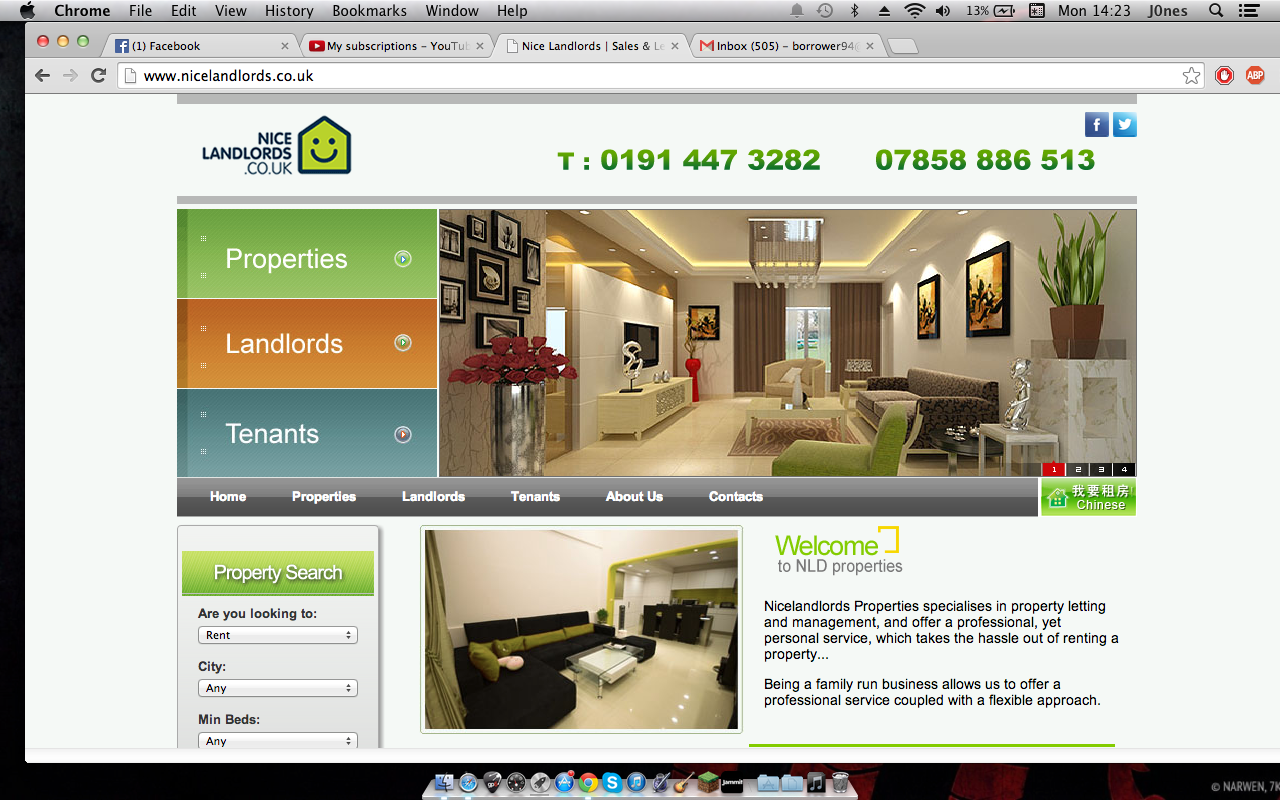 Chrome File Edit View History Bookmarks Window Help 13% Mon 14:23 J0nes
(1) Facebook
My subscriptions – YouTub
Nice Landlords | Sales & Le
Inbox (505) – borrower94@
www.nicelandlords.co.uk
ABP
NICE
LANDLORDS
.CO.UK
T : 0191 447 3282 07858 886 513
Properties
Landlords
Tenants
1 2 3 4
Home Properties Landlords Tenants About Us Contacts
我要租房!
Chinese
Property Search
Are you looking to:
Rent
City:
Any
Min Beds:
Any
Welcome
to NLD properties
Nicelandlords Properties specialises in property letting
and management, and offer a professional, yet
personal service, which takes the hassle out of renting a
property...
Being a family run business allows us to offer a
professional service coupled with a flexible approach.
Jammit
© NARWEN, 7K